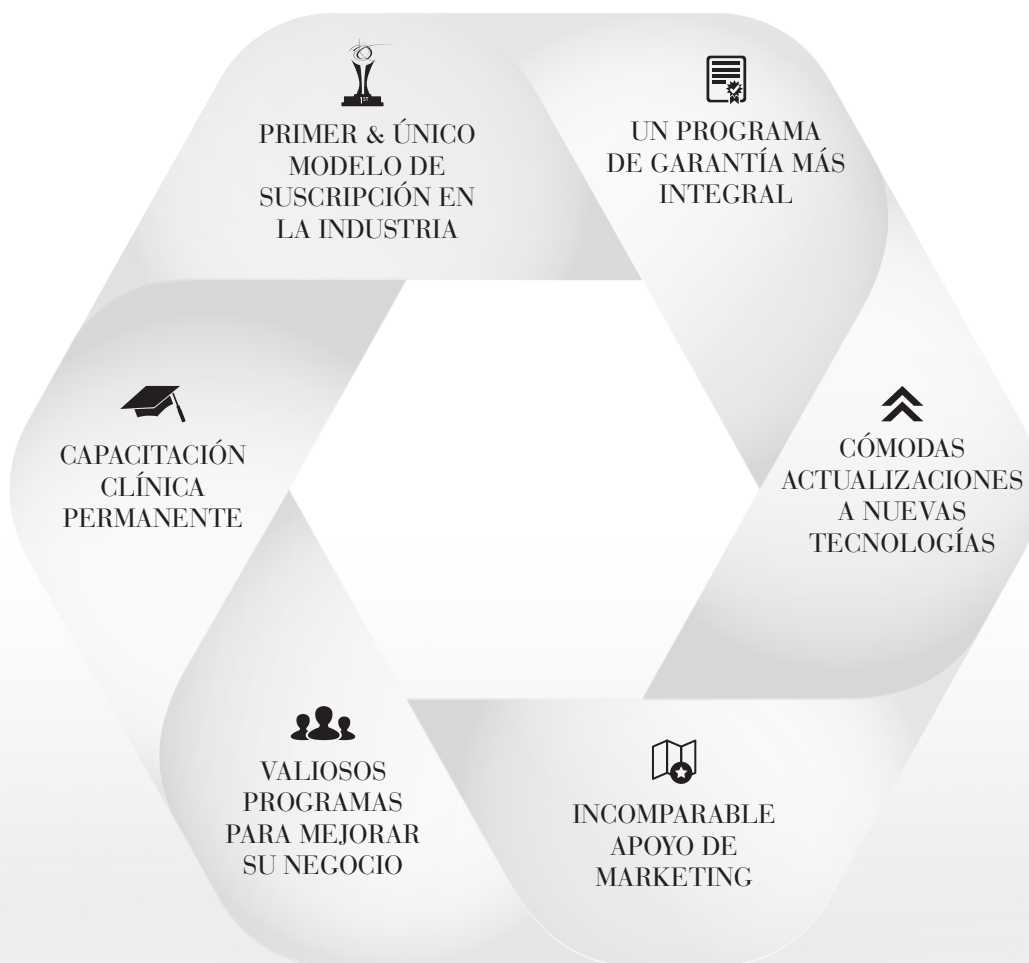 1ST
PRIMER & ÚNICO
MODELO DE
SUSCRIPCIÓN EN
LA INDUSTRIA
UN PROGRAMA
DE GARANTÍA MÁS
INTEGRAL
CÓMODAS
ACTUALIZACIONES
A NUEVAS
TECNOLOGÍAS
INCOMPARABLE
APOYO DE
MARKETING
VALIOSOS
PROGRAMAS
PARA MEJORAR
SU NEGOCIO
CAPACITACIÓN
CLÍNICA
PERMANENTE